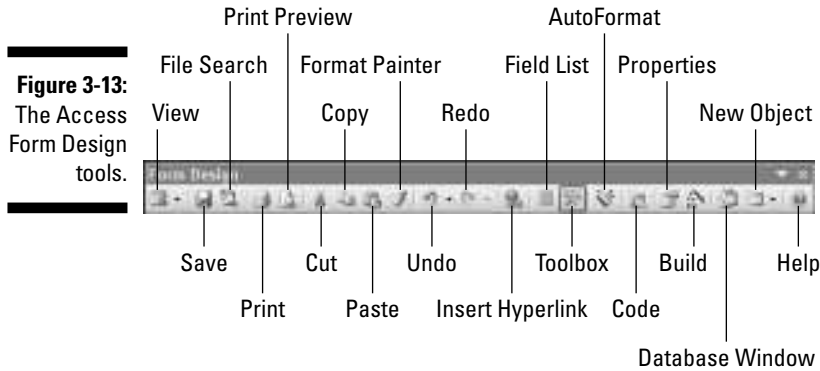 Figure 3-13:
The Access
Form Design
tools.
Print Preview
AutoFormat
File Search
Format Painter
Field List
Properties
View
Copy
Redo
New Object
Form Design
Save
Cut
Undo
Toolbox
Build
Help
Print
Paste
Insert Hyperlink
Code
Database Window